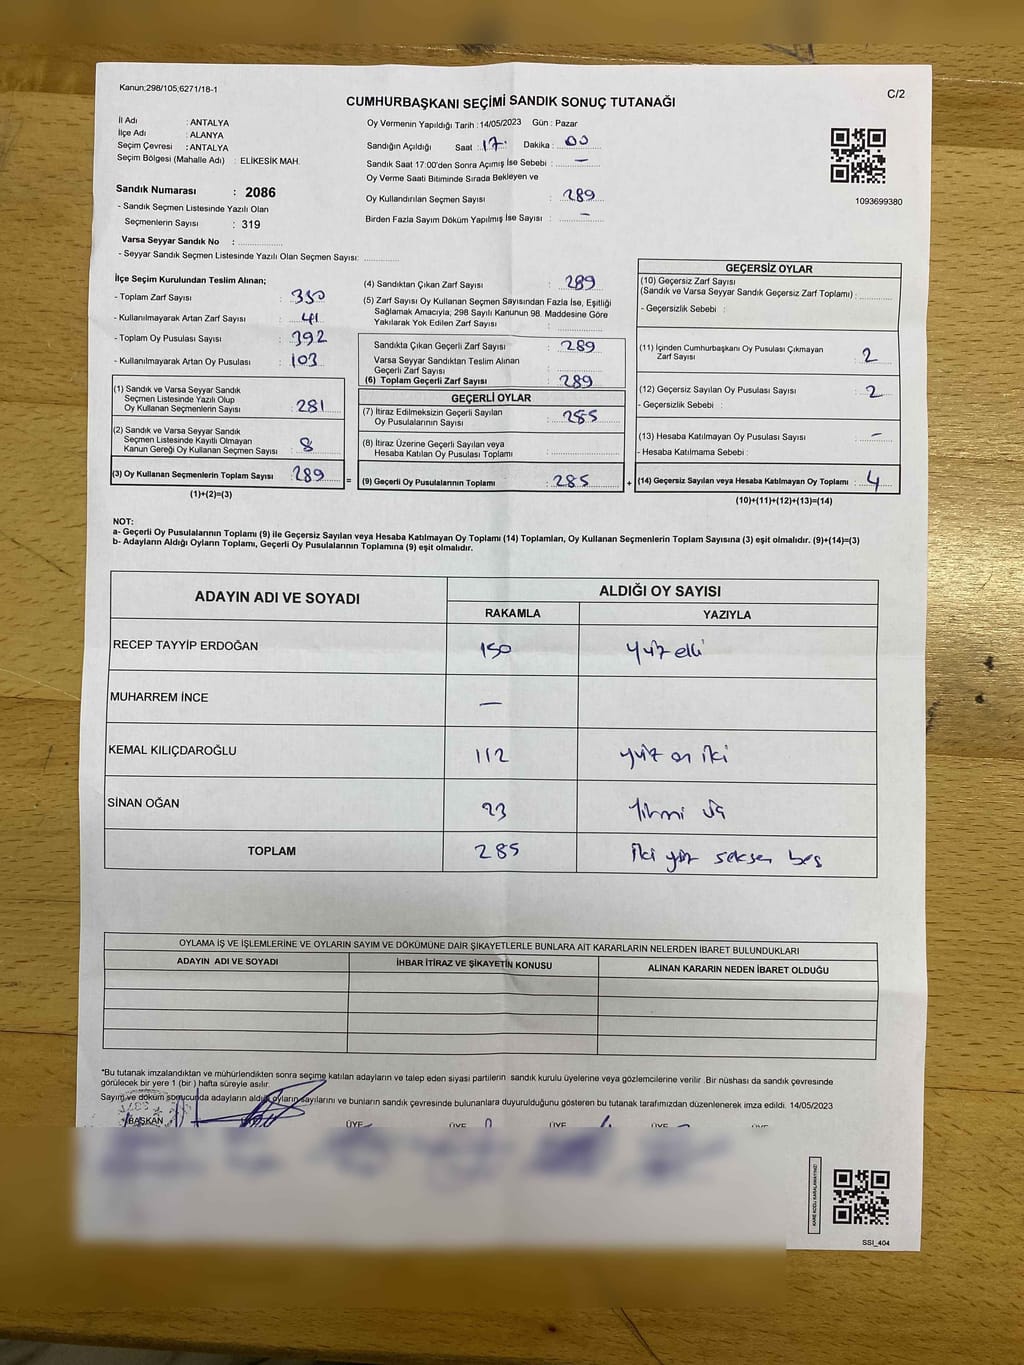 Kanun;298/105;6271/18-1
C/2
CUMHURBAŞKANI SEÇİMİ SANDIK SONUÇ TUTANAĞI
İl Adı : ANTALYA
İlçe Adı : ALANYA
Seçim Çevresi : ANTALYA
Seçim Bölgesi (Mahalle Adı) : ELİKESİK MAH.
Sandık Numarası : 2086
- Sandık Seçmen Listesinde Yazılı Olan
Seçmenlerin Sayısı : 319
Varsa Seyyar Sandık No :
- Seyyar Sandık Seçmen Listesinde Yazılı Olan Seçmen Sayısı:
Oy Vermenin Yapıldığı Tarih :14/05/2023 Gün : Pazar
Sandığın Açıldığı Saat : 17 Dakika : 00
Sandık Saat 17:00'den Sonra Açımış İse Sebebi : —
Oy Verme Saati Bitiminde Sırada Bekleyen ve
Oy Kullandırılan Seçmen Sayısı : 289
Birden Fazla Sayım Döküm Yapılmış İse Sayısı : —
1093699380
İlçe Seçim Kurulundan Teslim Alınan;
- Toplam Zarf Sayısı : 330
- Kullanılmayarak Artan Zarf Sayısı : 41
- Toplam Oy Pusulası Sayısı : 392
- Kullanılmayarak Artan Oy Pusulası : 103
(1) Sandık ve Varsa Seyyar Sandık
Seçmen Listesinde Yazılı Olup
Oy Kullanan Seçmenlerin Sayısı : 281
(2) Sandık ve Varsa Seyyar Sandık
Seçmen Listesinde Kayıtlı Olmayan
Kanun Gereği Oy Kullanan Seçmen Sayısı : 8
(3) Oy Kullanan Seçmenlerin Toplam Sayısı : 289
(1)+(2)=(3)
(4) Sandıktan Çıkan Zarf Sayısı : 289
(5) Zarf Sayısı Oy Kullanan Seçmen Sayısından Fazla İse, Eşitliği
Sağlamak Amacıyla; 298 Sayılı Kanunun 98. Maddesine Göre
Yakılarak Yok Edilen Zarf Sayısı :
Sandıkta Çıkan Geçerli Zarf Sayısı : 289
Varsa Seyyar Sandıktan Teslim Alınan
Geçerli Zarf Sayısı :
(6) Toplam Geçerli Zarf Sayısı : 289
GEÇERLİ OYLAR
(7) İtiraz Edilmeksizin Geçerli Sayılan
Oy Pusulalarının Sayısı : 285
(8) İtiraz Üzerine Geçerli Sayılan veya
Hesaba Katılan Oy Pusulası Toplamı :
= (9) Geçerli Oy Pusulalarının Toplamı : 285
GEÇERSİZ OYLAR
(10) Geçersiz Zarf Sayısı
(Sandık ve Varsa Seyyar Sandık Geçersiz Zarf Toplamı) :
- Geçersizlik Sebebi :
(11) İçinden Cumhurbaşkanı Oy Pusulası Çıkmayan
Zarf Sayısı : 2
(12) Geçersiz Sayılan Oy Pusulası Sayısı : 2
- Geçersizlik Sebebi :
(13) Hesaba Katılmayan Oy Pusulası Sayısı : —
- Hesaba Katılmama Sebebi :
+ (14) Geçersiz Sayılan veya Hesaba Katılmayan Oy Toplamı : 4
(10)+(11)+(12)+(13)=(14)
NOT:
a- Geçerli Oy Pusulalarının Toplamı (9) ile Geçersiz Sayılan veya Hesaba Katılmayan Oy Toplamı (14) Toplamları, Oy Kullanan Seçmenlerin Toplam Sayısına (3) eşit olmalıdır. (9)+(14)=(3)
b- Adayların Aldığı Oyların Toplamı, Geçerli Oy Pusulalarının Toplamına (9) eşit olmalıdır.
ADAYIN ADI VE SOYADI ALDIĞI OY SAYISI
RAKAMLA YAZIYLA
RECEP TAYYİP ERDOĞAN 150 yüz elli
MUHARREM İNCE —
KEMAL KILIÇDAROĞLU 112 yüz on iki
SİNAN OĞAN 23 Yirmi üç
TOPLAM 285 İki yüz seksen beş
OYLAMA İŞ VE İŞLEMLERİNE VE OYLARIN SAYIM VE DÖKÜMÜNE DAİR ŞİKAYETLERLE BUNLARA AİT KARARLARIN NELERDEN İBARET BULUNDUKLARI
ADAYIN ADI VE SOYADI İHBAR İTİRAZ VE ŞİKAYETİN KONUSU ALINAN KARARIN NEDEN İBARET OLDUĞU
*Bu tutanak imzalandıktan ve mühürlendikten sonra seçime katılan adayların ve talep eden siyasi partilerin sandık kurulu üyelerine veya gözlemcilerine verilir .Bir nüshası da sandık çevresinde
görülecek bir yere 1 (bir ) hafta süreyle asılır.
Sayım ve döküm sonucunda adayların aldığı oyların sayılarını ve bunların sandık çevresinde bulunanlara duyurulduğunu gösteren bu tutanak tarafımızdan düzenlenerek imza edildi. 14/05/2023
BAŞKAN ÜYE ÜYE ÜYE ÜYE ÜYE
SSI_404